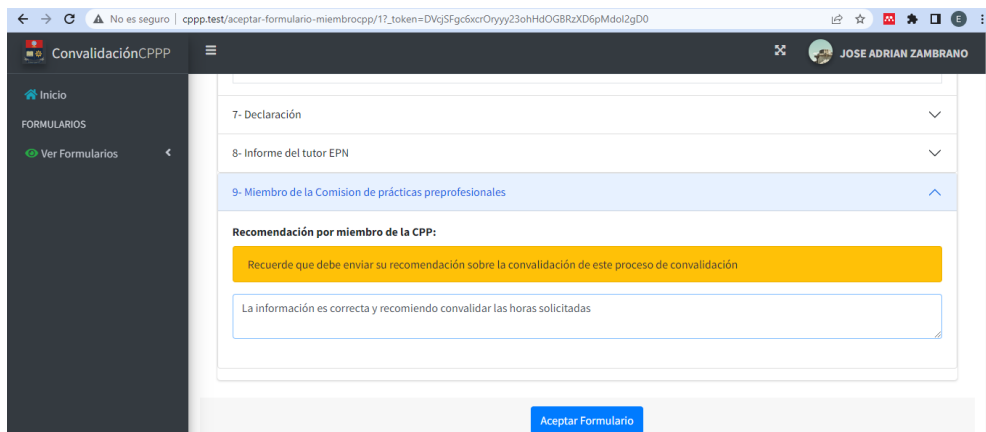 No es seguro | cppp.test/aceptar-formulario-miembrocpp/1?_token=DVcjSFgc6xcrOryyy23ohHdOGBRzXD6pMdoI2gD0
E
ConvalidaciónCPPP
JOSE ADRIAN ZAMBRANO
Inicio
FORMULARIOS
Ver Formularios
7- Declaración
8- Informe del tutor EPN
9- Miembro de la Comision de prácticas preprofesionales
Recomendación por miembro de la CPP:
Recuerde que debe enviar su recomendación sobre la convalidación de este proceso de convalidación
La información es correcta y recomiendo convalidar las horas solicitadas
Aceptar Formulario